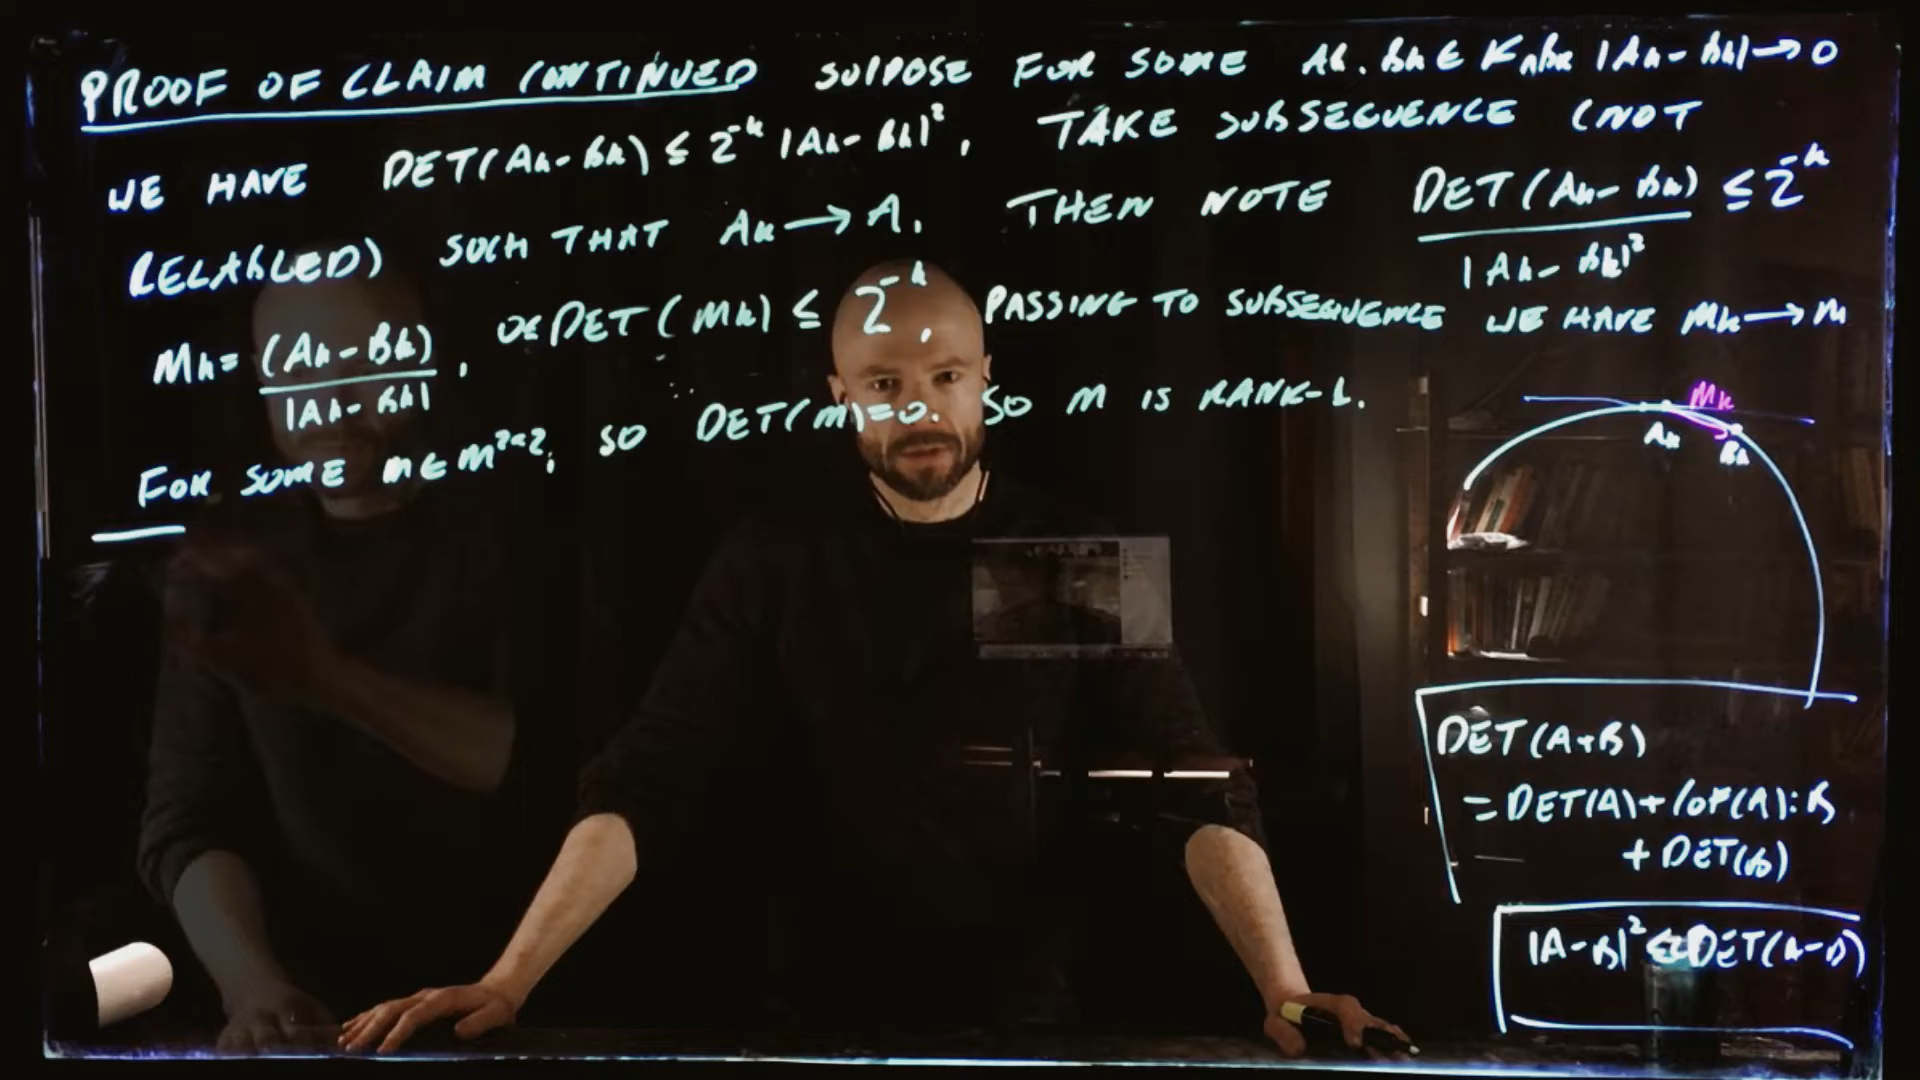 PROOF OF CLAIM CONTINUED SUPPOSE FOR SOME Ak, Bk ∈ K∩BR |Ak - Bk| → 0
WE HAVE DET(Ak - Bk) ≤ 2^-k |Ak - Bk|^2, TAKE SUBSEQUENCE (NOT
RELABLED) SUCH THAT Ak → A. THEN NOTE DET(Ak - Bk) / |Ak - Bk|^2 ≤ 2^-k
Mk = (Ak - Bk) / |Ak - Bk|, DET(Mk) ≤ 2^-k, PASSING TO SUBSEQUENCE WE HAVE Mk → M
FOR SOME M ∈ M^2×2, SO DET(M)=0. SO M IS RANK-1.
Mk
Ak
Bk
DET(A+B)
= DET(A) + COF(A):B
+ DET(B)
|A-B|^2 ≤ C DET(A-B)